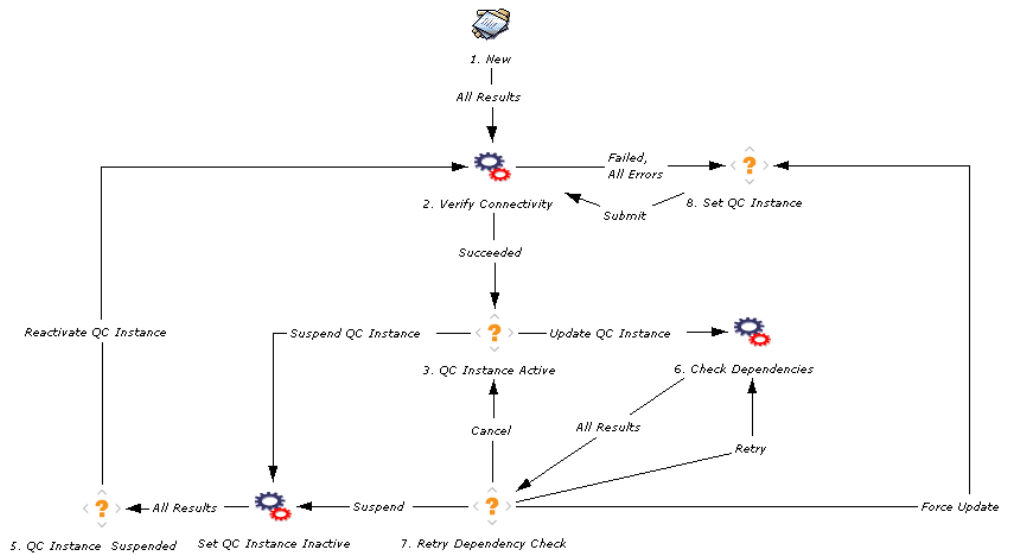 1. New
All Results
Failed,
All Errors
2. Verify Connectivity
8. Set QC Instance
Submit
Succeeded
Reactivate QC Instance
Suspend QC Instance
Update QC Instance
3. QC Instance Active
6. Check Dependencies
Cancel
All Results
Retry
All Results
Suspend
Force Update
5. QC Instance  Suspended
Set QC Instance Inactive
7. Retry Dependency Check